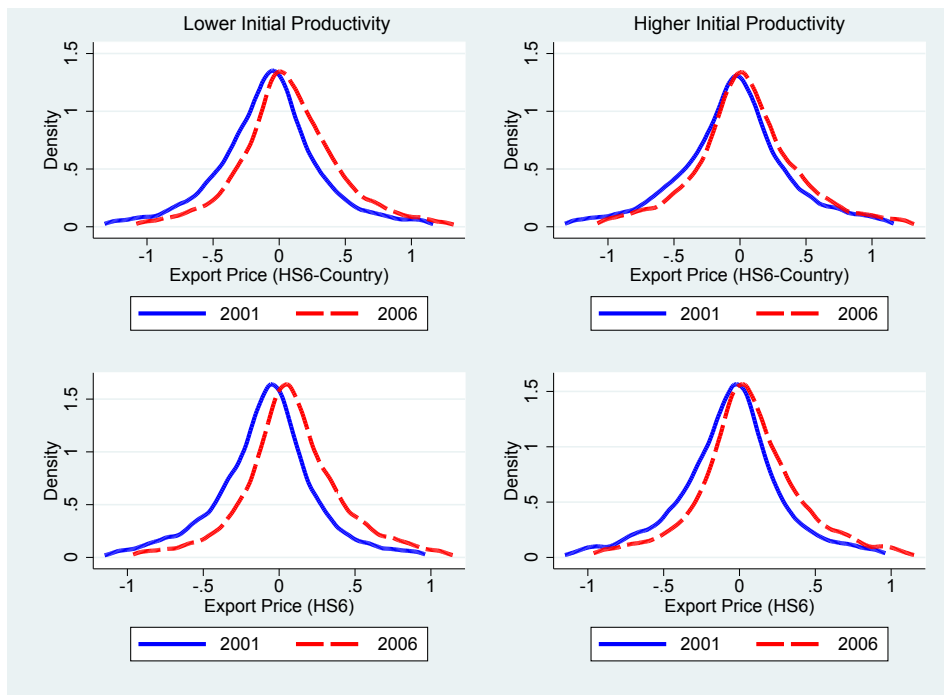 Lower Initial Productivity
Density
0 .5 1 1.5
-1 -.5 0 .5 1
Export Price (HS6-Country)
2001 2006
Higher Initial Productivity
Density
0 .5 1 1.5
-1 -.5 0 .5 1
Export Price (HS6-Country)
2001 2006
Density
0 .5 1 1.5
-1 -.5 0 .5 1
Export Price (HS6)
2001 2006
Density
0 .5 1 1.5
-1 -.5 0 .5 1
Export Price (HS6)
2001 2006